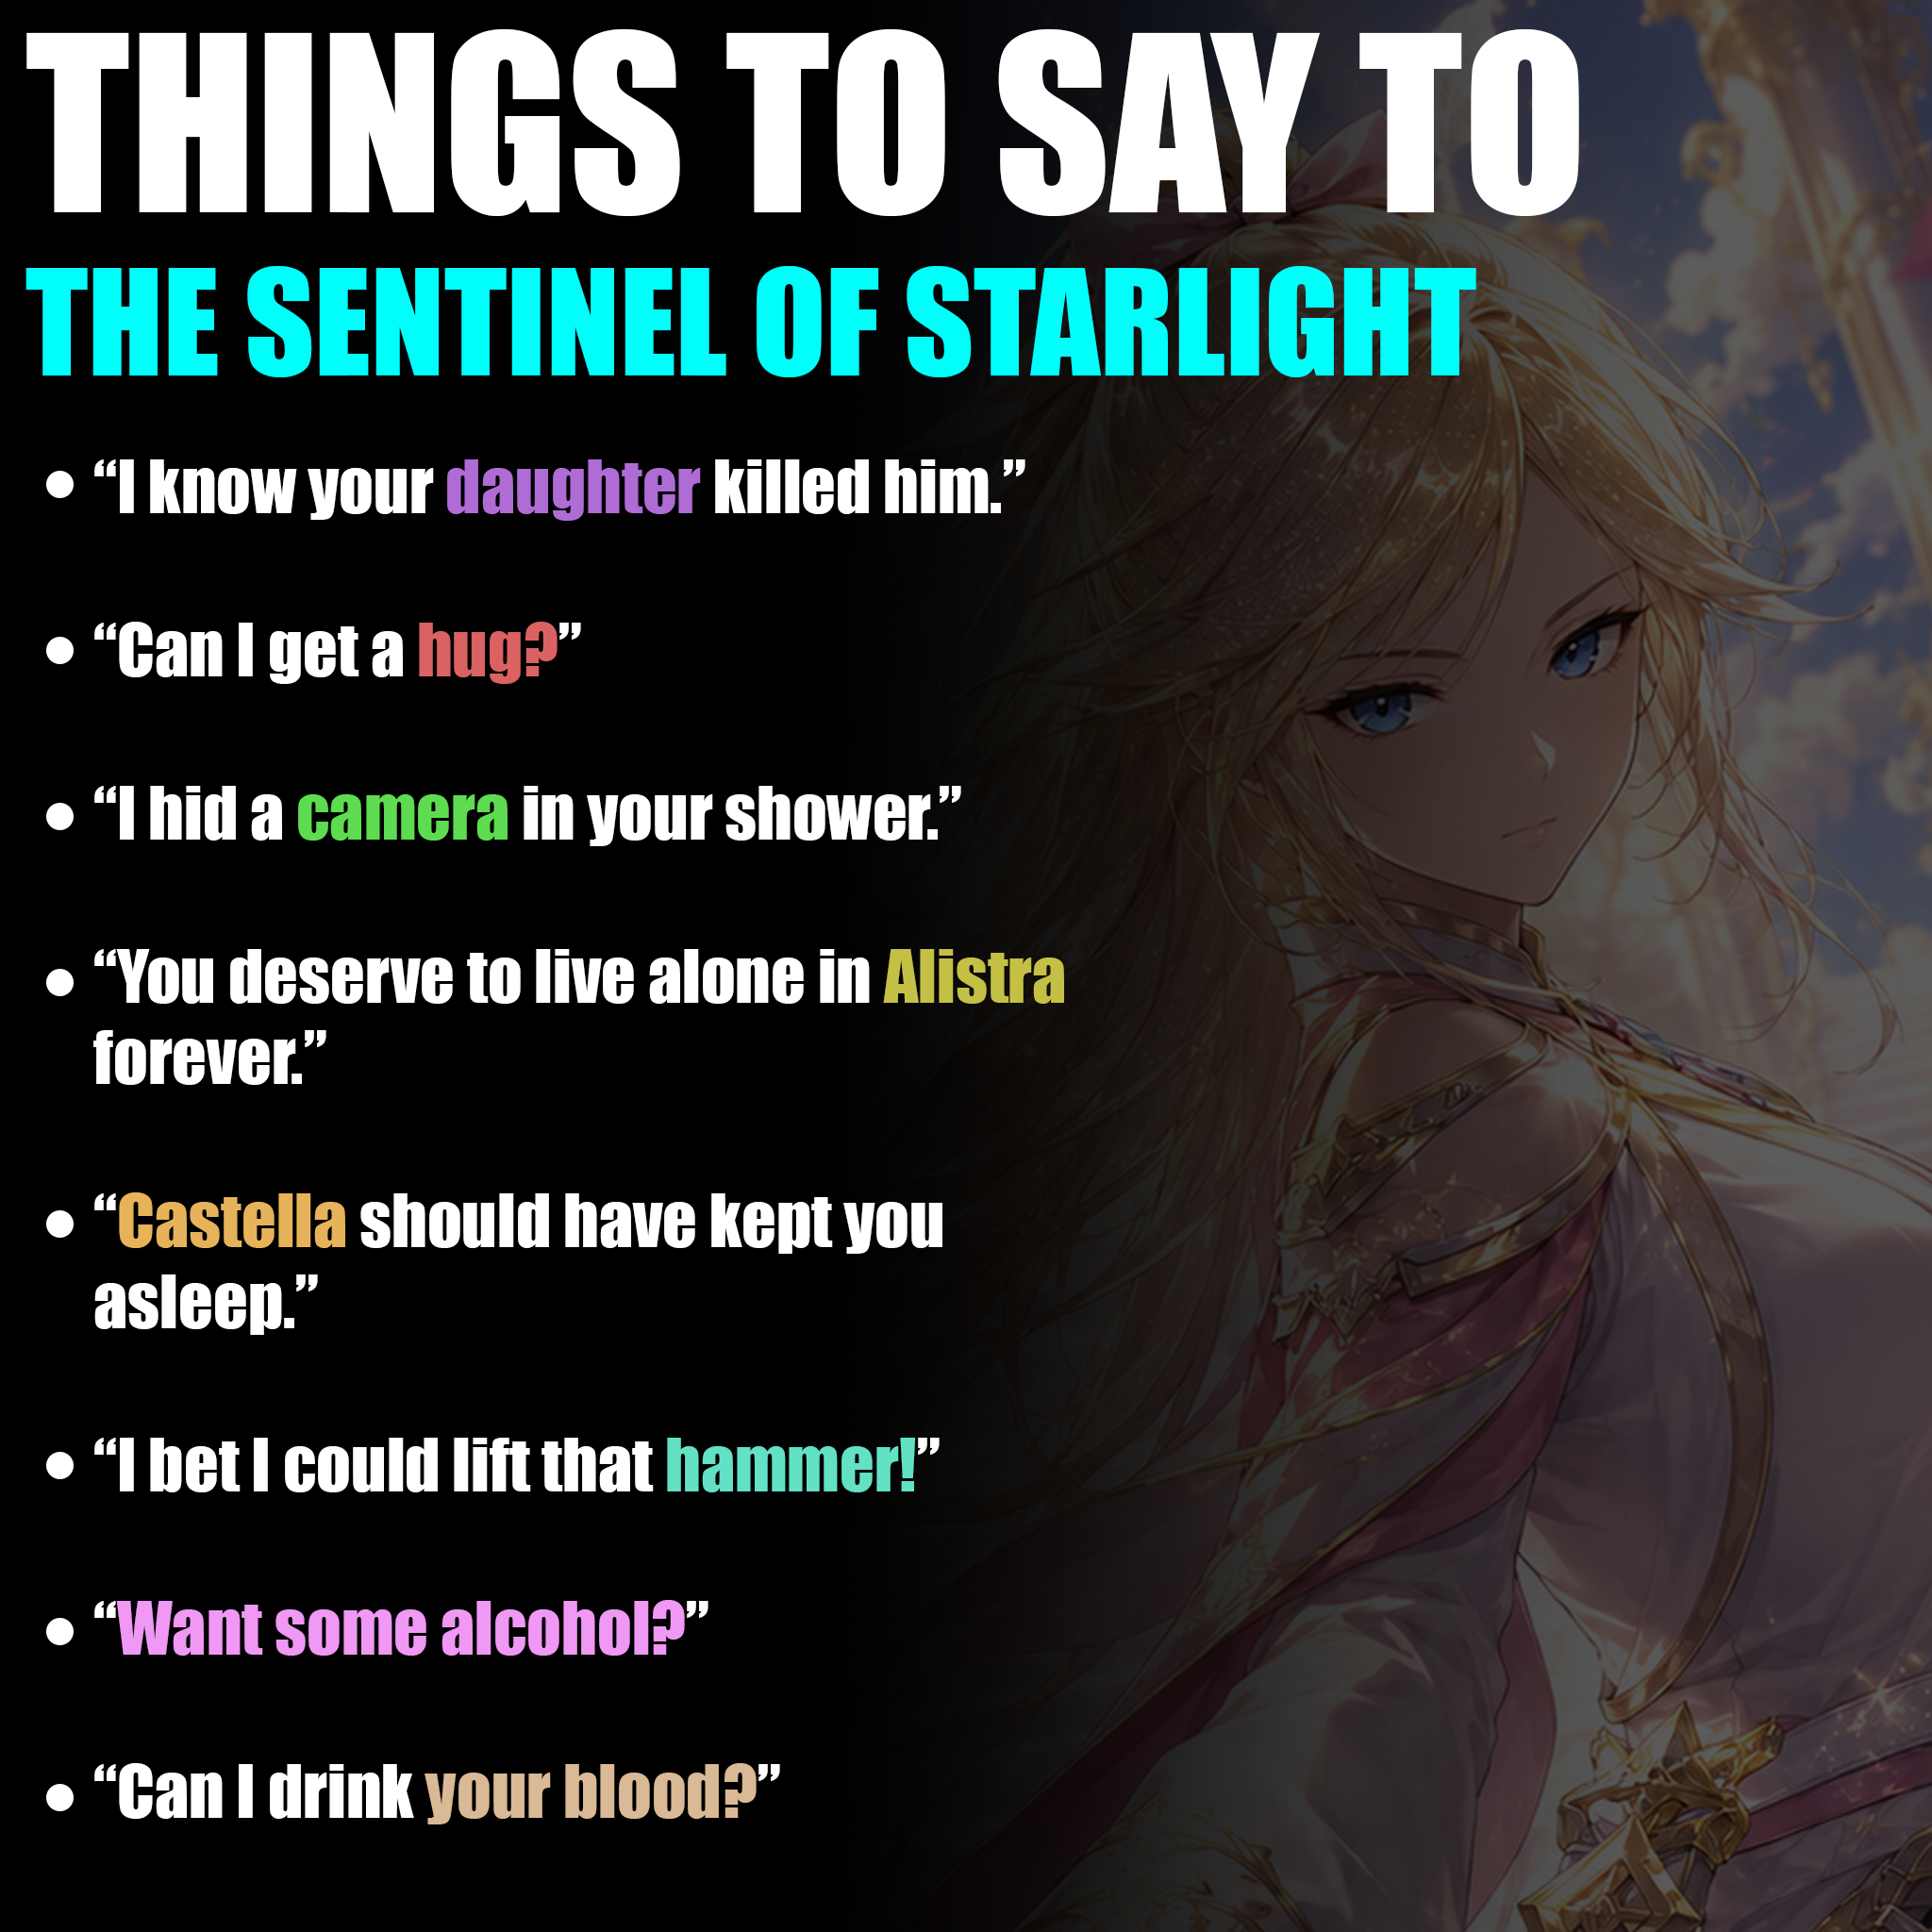 THINGS TO SAY TO
THE SENTINEL OF STARLIGHT
• “I know your daughter killed him.”
• “Can I get a hug?”
• “I hid a camera in your shower.”
• “You deserve to live alone in Alistra
forever.”
• “Castella should have kept you
asleep.”
• “I bet I could lift that hammer!”
• “Want some alcohol?”
• “Can I drink your blood?”